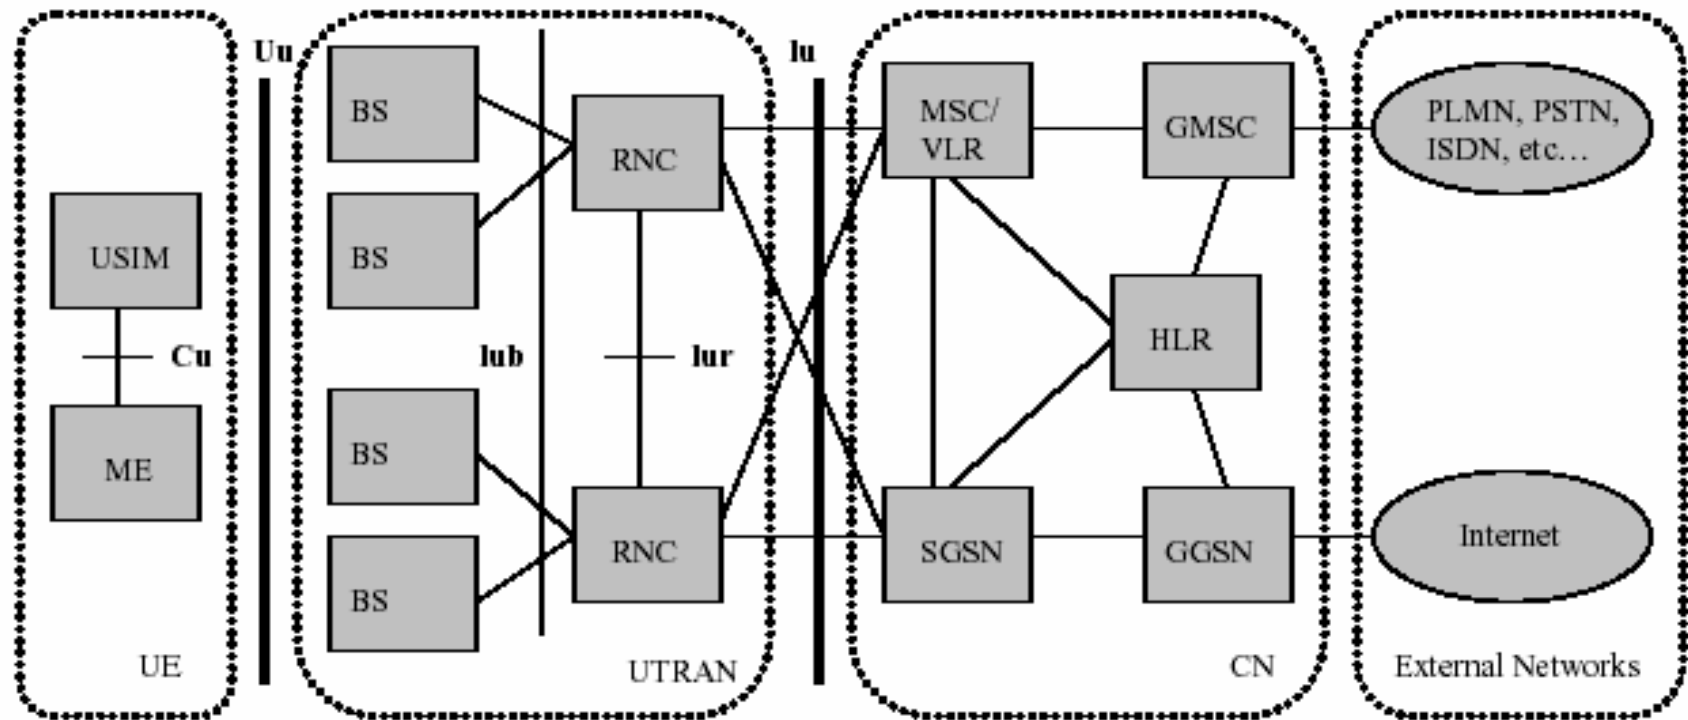 Uu
Iu
BS
MSC/
VLR
GMSC
PLMN, PSTN,
ISDN, etc...
RNC
USIM
BS
Cu
Iub
Iur
HLR
ME
BS
BS
RNC
SGSN
GGSN
Internet
UE
UTRAN
CN
External Networks